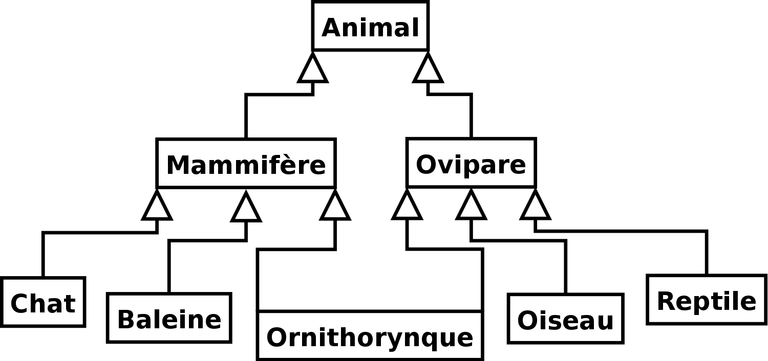 Animal
Mammifère
Ovipare
Chat
Baleine
Ornithorynque
Oiseau
Reptile